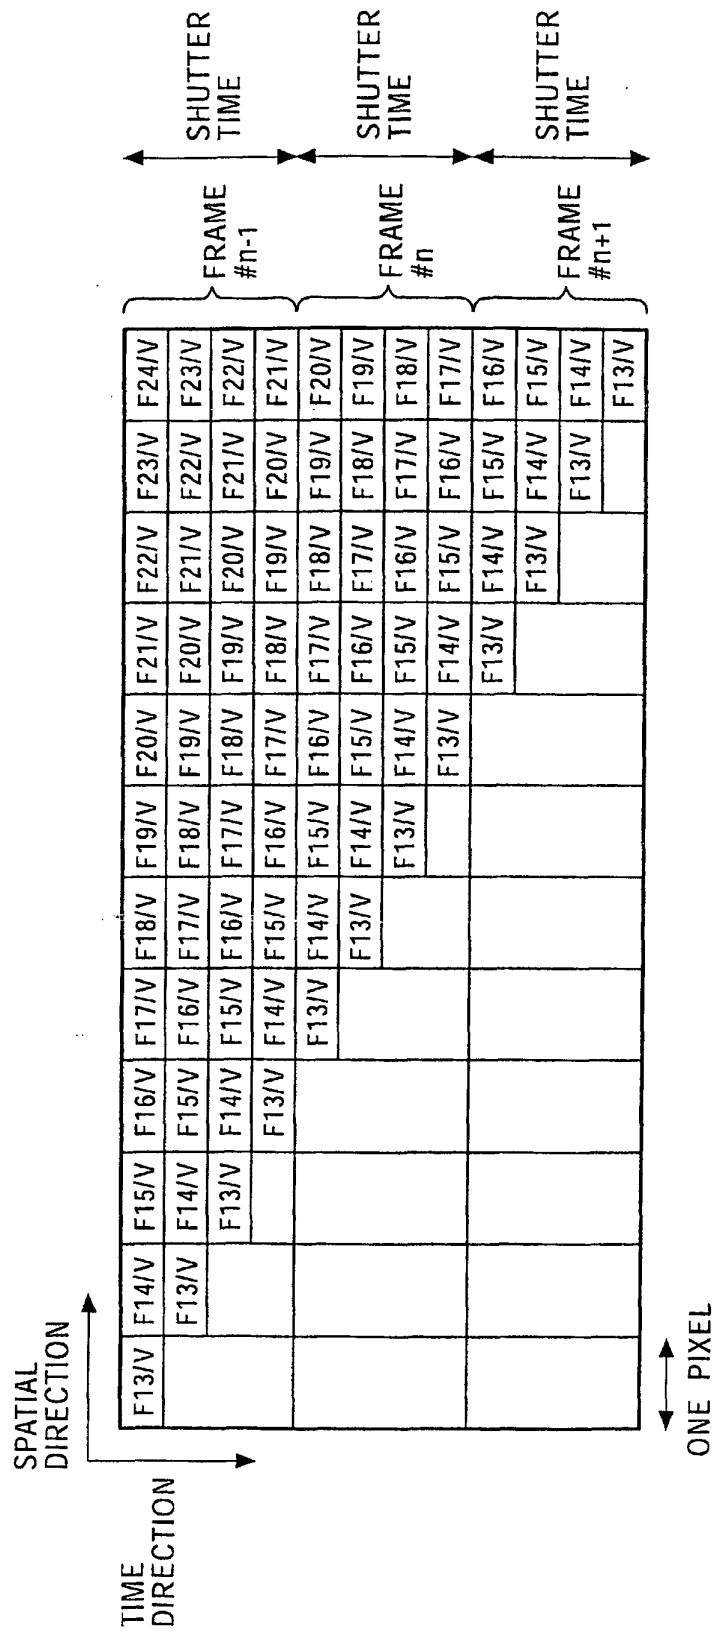 SPATIAL
DIRECTION
TIME
DIRECTION
F13/V F14/V F15/V F16/V F17/V F18/V F19/V F20/V F21/V F22/V F23/V F24/V
F13/V F14/V F15/V F16/V F17/V F18/V F19/V F20/V F21/V F22/V F23/V
F13/V F14/V F15/V F16/V F17/V F18/V F19/V F20/V F21/V F22/V
F13/V F14/V F15/V F16/V F17/V F18/V F19/V F20/V F21/V
FRAME
#n-1
SHUTTER
TIME
F13/V F14/V F15/V F16/V F17/V F18/V F19/V F20/V
F13/V F14/V F15/V F16/V F17/V F18/V F19/V
F13/V F14/V F15/V F16/V F17/V F18/V
F13/V F14/V F15/V F16/V F17/V
FRAME
#n
SHUTTER
TIME
F13/V F14/V F15/V F16/V
F13/V F14/V F15/V
F13/V F14/V
F13/V
FRAME
#n+1
SHUTTER
TIME
ONE PIXEL